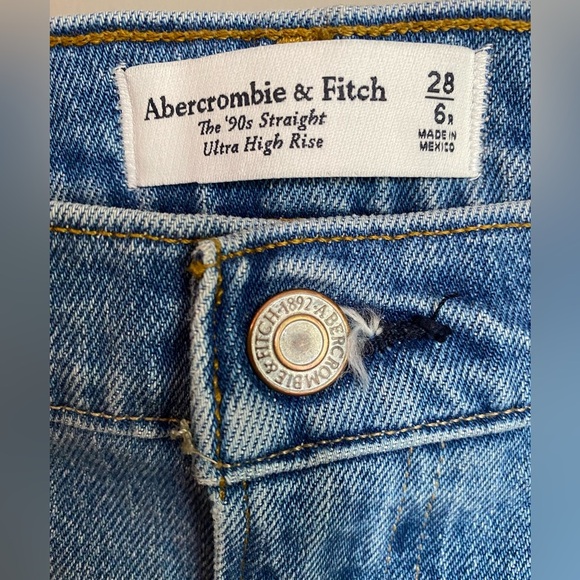 Abercrombie & Fitch
The '90s Straight
Ultra High Rise
28
6R
MADE IN
MEXICO
1892·ABERCROMBIE&FITCH·